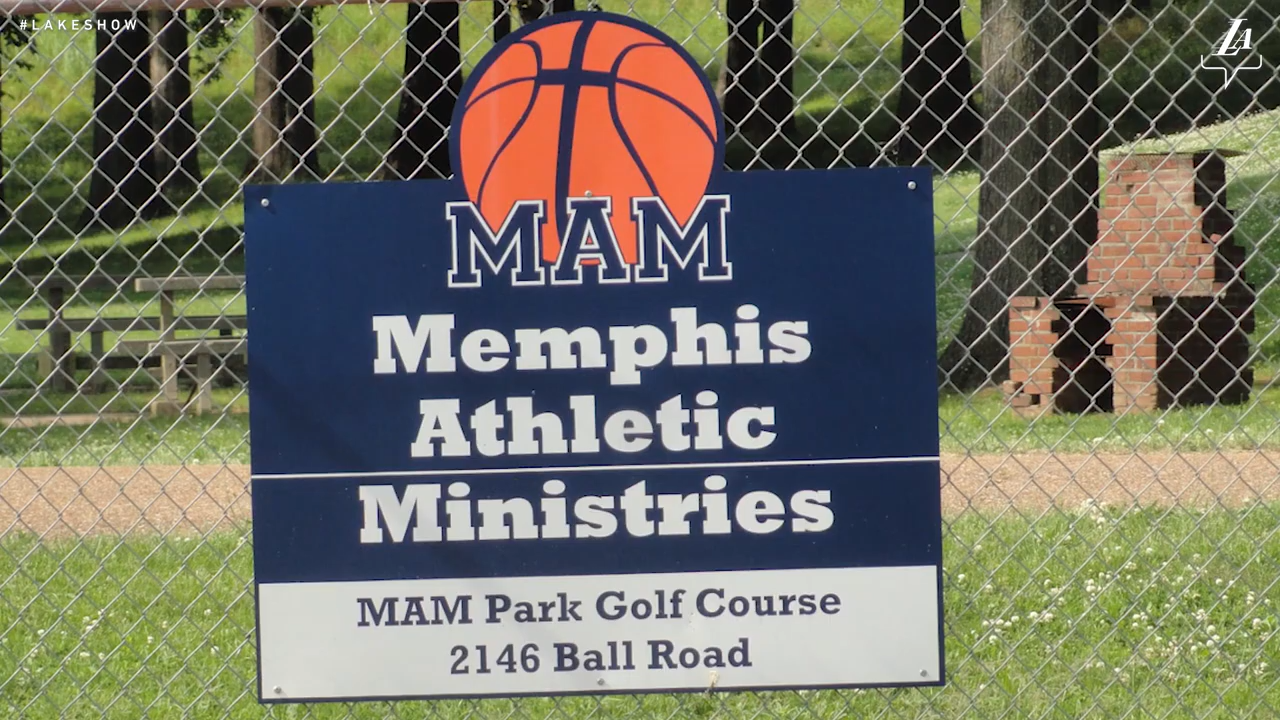 #LAKESHOW
LA
MAM
Memphis
Athletic
Ministries
MAM Park Golf Course
2146 Ball Road